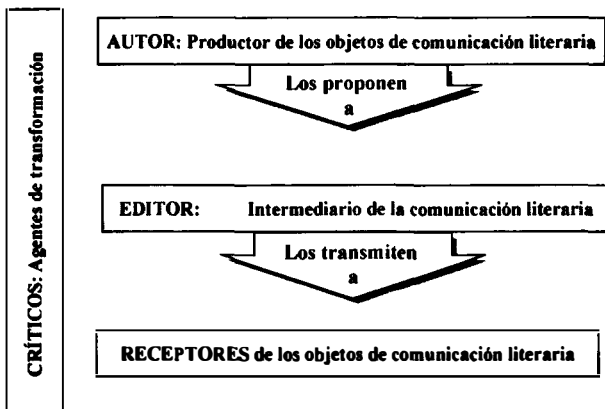 CRÍTICOS: Agentes de transformación
AUTOR: Productor de los objetos de comunicación literaria
Los proponen
a
EDITOR: Intermediario de la comunicación literaria
Los transmiten
a
RECEPTORES de los objetos de comunicación literaria